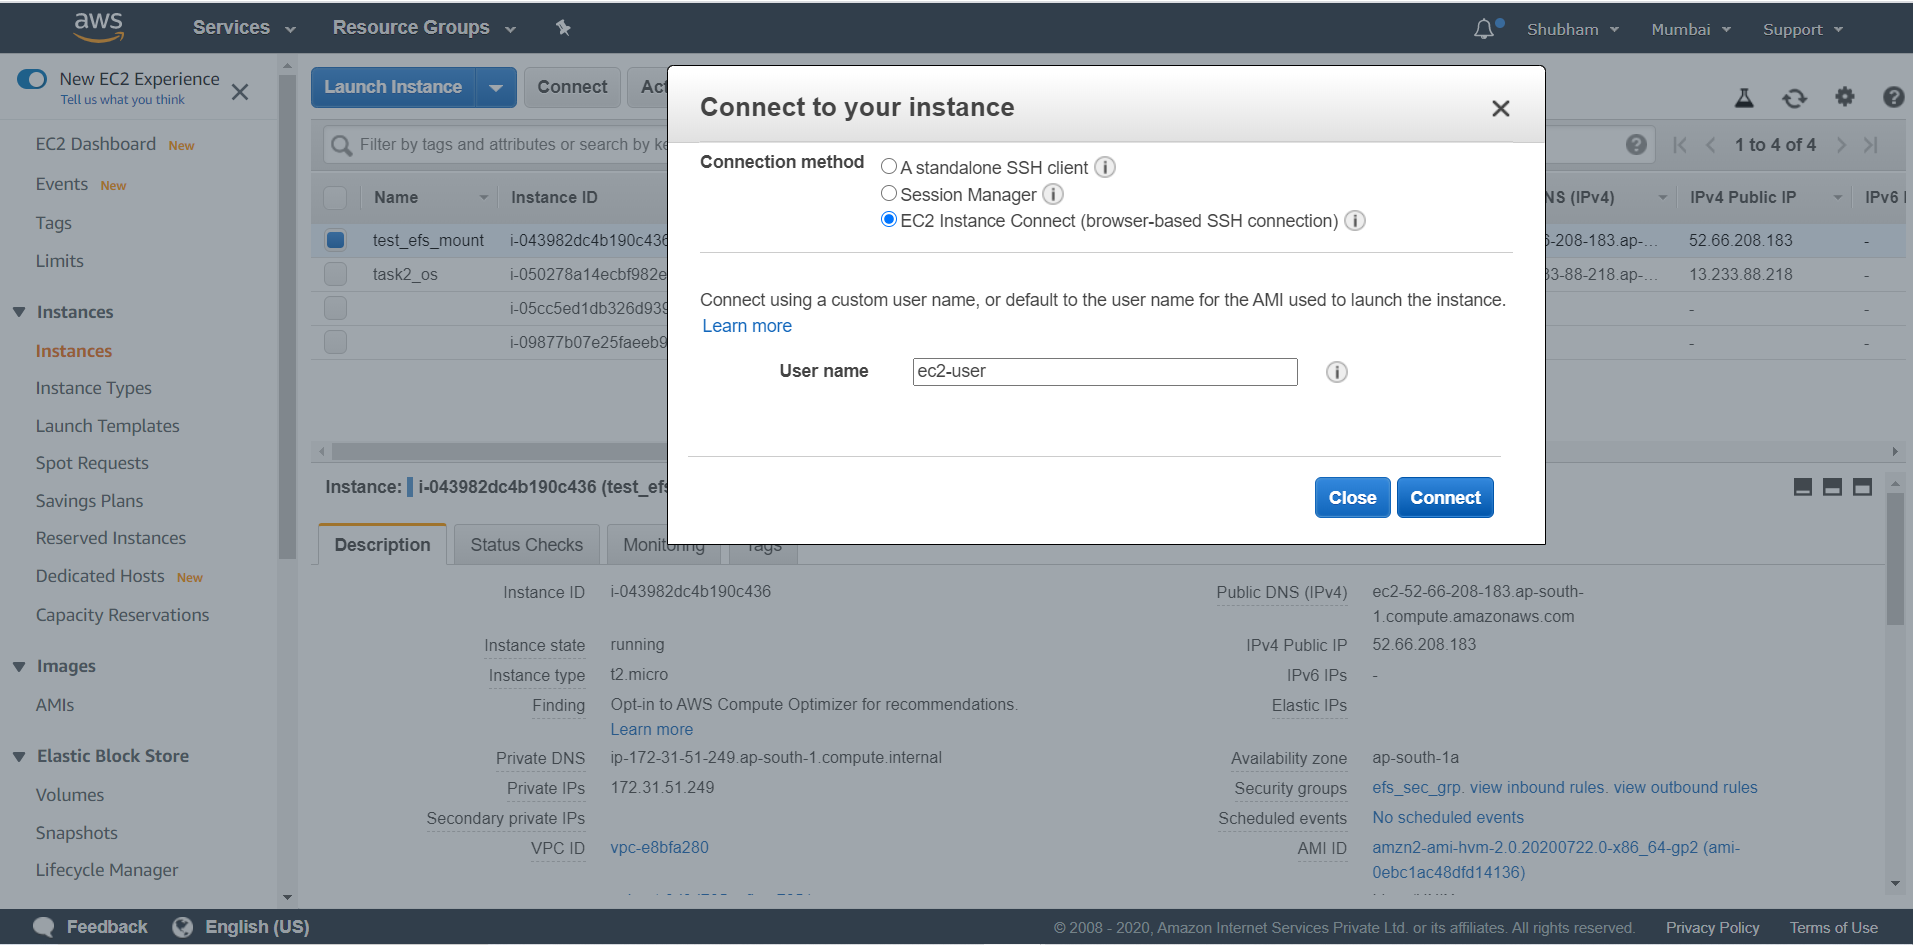 aws Services Resource Groups Shubham Mumbai Support
New EC2 Experience
Tell us what you think
EC2 Dashboard New
Events New
Tags
Limits
Instances
Instances
Instance Types
Launch Templates
Spot Requests
Savings Plans
Reserved Instances
Dedicated Hosts New
Capacity Reservations
Images
AMIs
Elastic Block Store
Volumes
Snapshots
Lifecycle Manager
Launch Instance Connect Act
Filter by tags and attributes or search by ke 1 to 4 of 4
Name Instance ID NS (IPv4) IPv4 Public IP IPv6 I
test_efs_mount i-043982dc4b190c436 6-208-183.ap-... 52.66.208.183 -
task2_os i-050278a14ecbf982e 33-88-218.ap-... 13.233.88.218 -
i-05cc5ed1db326d939 - -
i-09877b07e25faeeb9 - -
Connect to your instance
Connection method
A standalone SSH client
Session Manager
EC2 Instance Connect (browser-based SSH connection)
Connect using a custom user name, or default to the user name for the AMI used to launch the instance.
Learn more
User name ec2-user
Close Connect
Instance: i-043982dc4b190c436 (test_efs
Description Status Checks Monitoring Tags
Instance ID i-043982dc4b190c436
Instance state running
Instance type t2.micro
Finding Opt-in to AWS Compute Optimizer for recommendations.
Learn more
Private DNS ip-172-31-51-249.ap-south-1.compute.internal
Private IPs 172.31.51.249
Secondary private IPs
VPC ID vpc-e8bfa280
Public DNS (IPv4) ec2-52-66-208-183.ap-south-
1.compute.amazonaws.com
IPv4 Public IP 52.66.208.183
IPv6 IPs -
Elastic IPs
Availability zone ap-south-1a
Security groups efs_sec_grp. view inbound rules. view outbound rules
Scheduled events No scheduled events
AMI ID amzn2-ami-hvm-2.0.20200722.0-x86_64-gp2 (ami-
0ebc1ac48dfd14136)
Feedback English (US) © 2008 - 2020, Amazon Internet Services Private Ltd. or its affiliates. All rights reserved. Privacy Policy Terms of Use